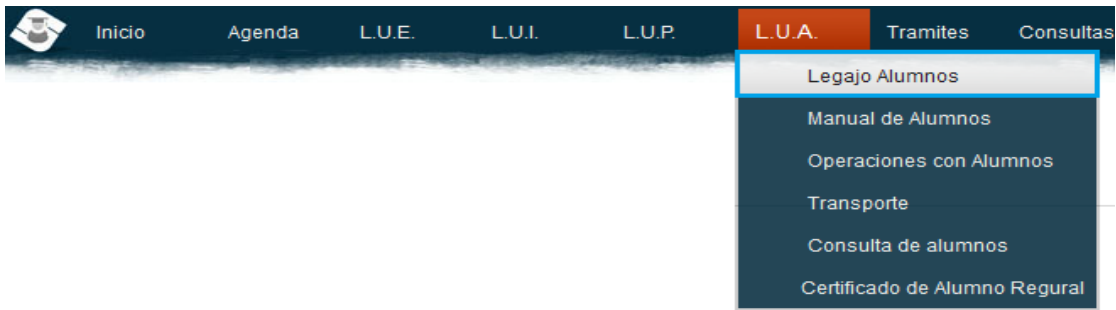 Inicio Agenda L.U.E. L.U.I. L.U.P. L.U.A. Tramites Consultas
Legajo Alumnos
Manual de Alumnos
Operaciones con Alumnos
Transporte
Consulta de alumnos
Certificado de Alumno Regural